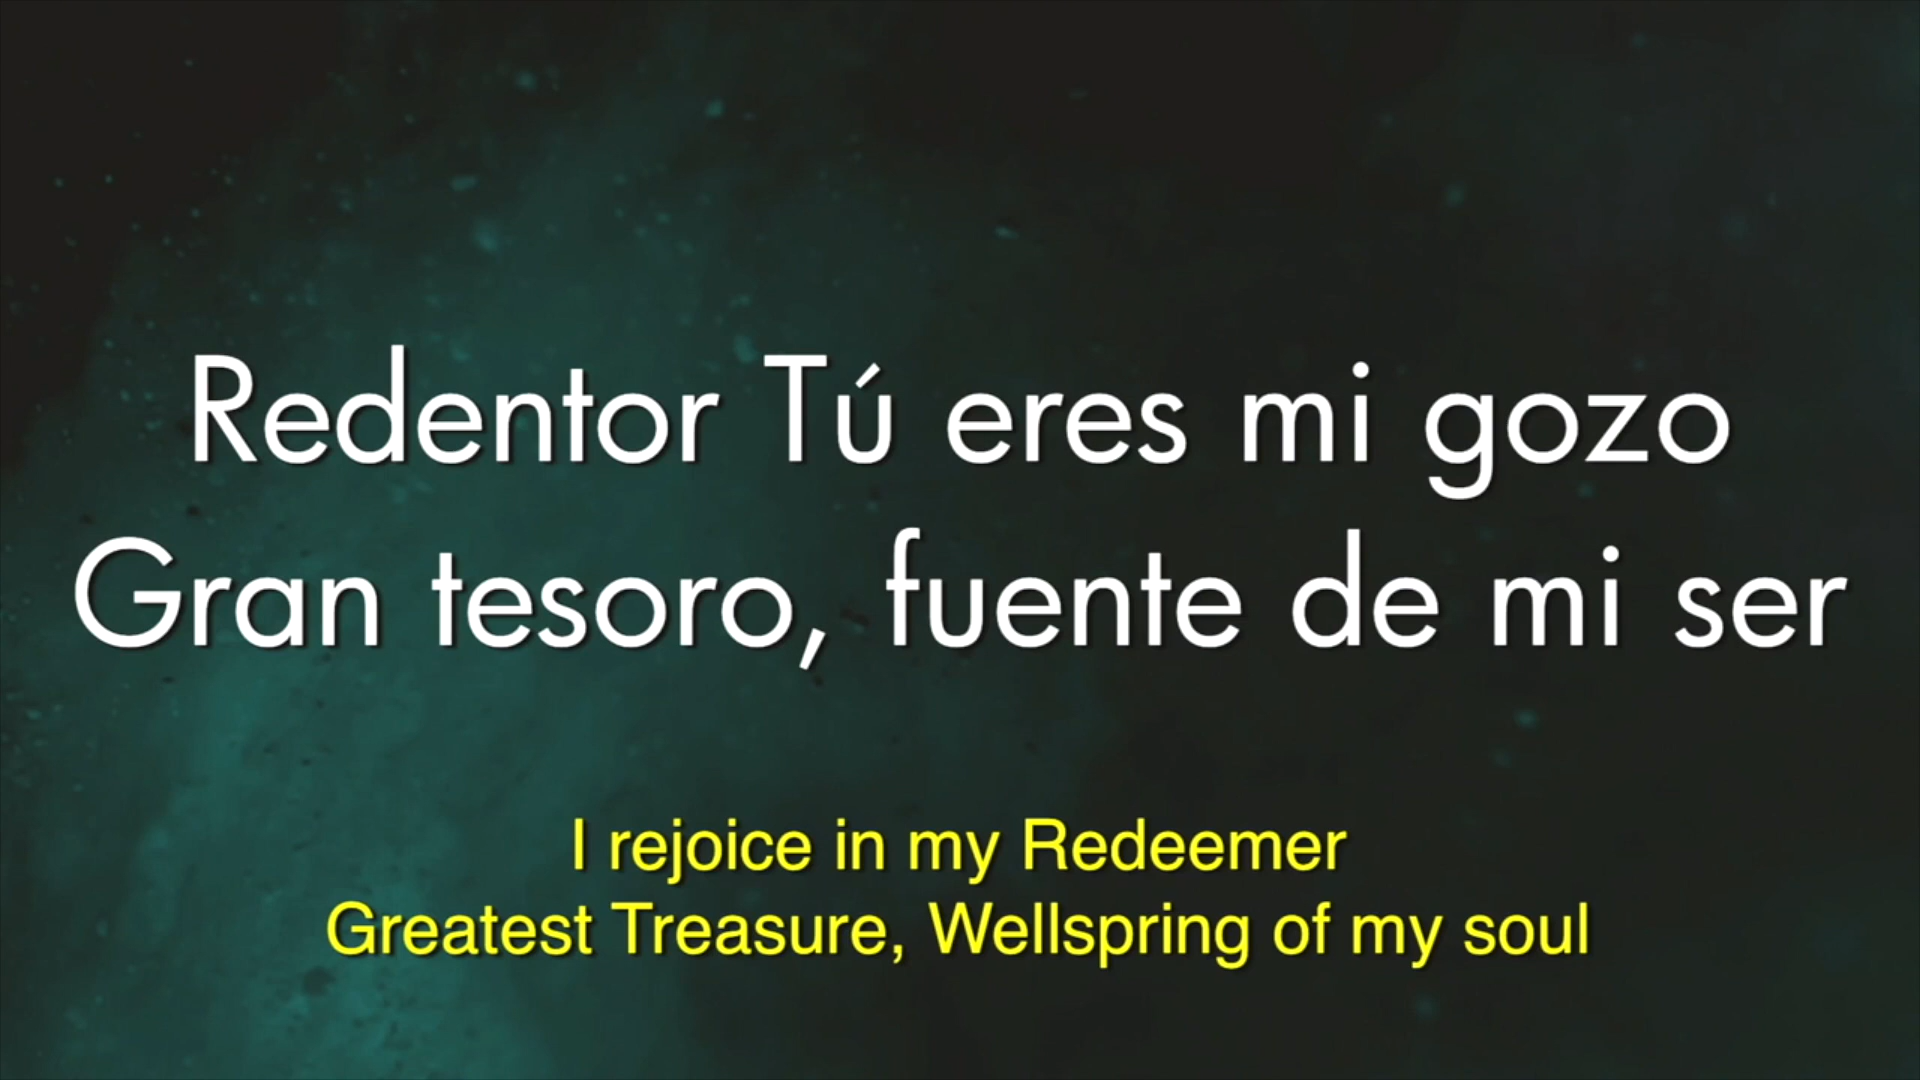 Redentor Tú eres mi gozo
Gran tesoro, fuente de mi ser
I rejoice in my Redeemer
Greatest Treasure, Wellspring of my soul